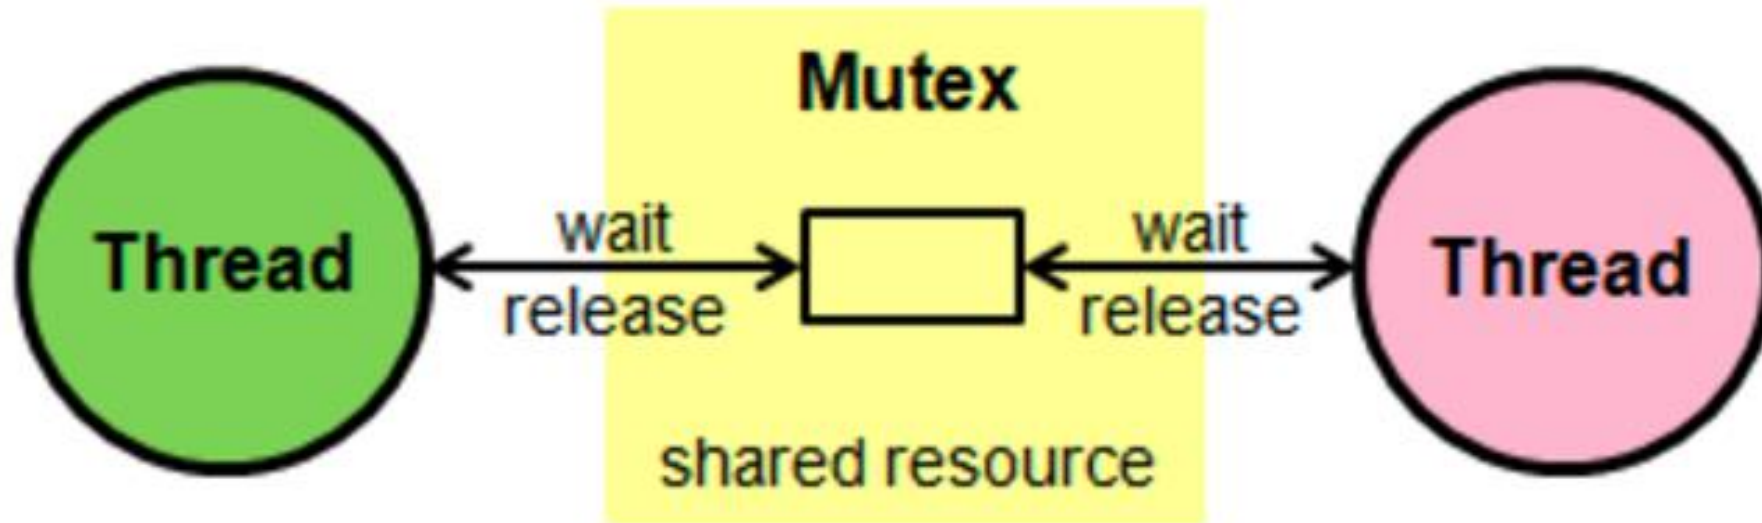 Mutex
Thread
wait
release
wait
release
Thread
shared resource